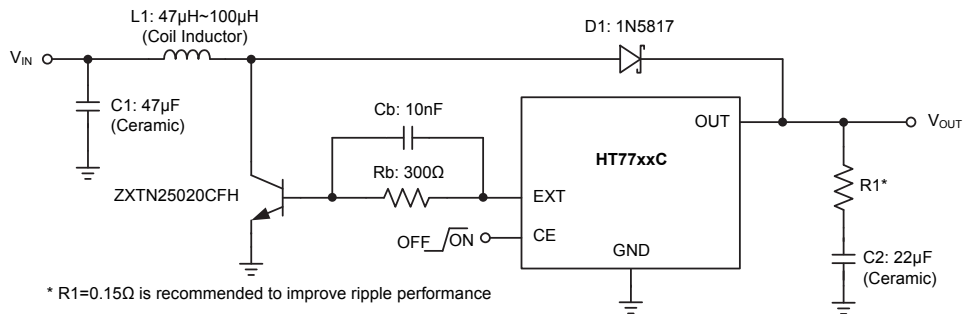 L1: 47µH~100µH
(Coil Inductor)
D1: 1N5817
VIN
C1: 47µF
(Ceramic)
Cb: 10nF
OUT
VOUT
HT77xxC
ZXTN25020CFH
Rb: 300Ω
EXT
R1*
OFF ON
CE
GND
C2: 22µF
(Ceramic)
* R1=0.15Ω is recommended to improve ripple performance